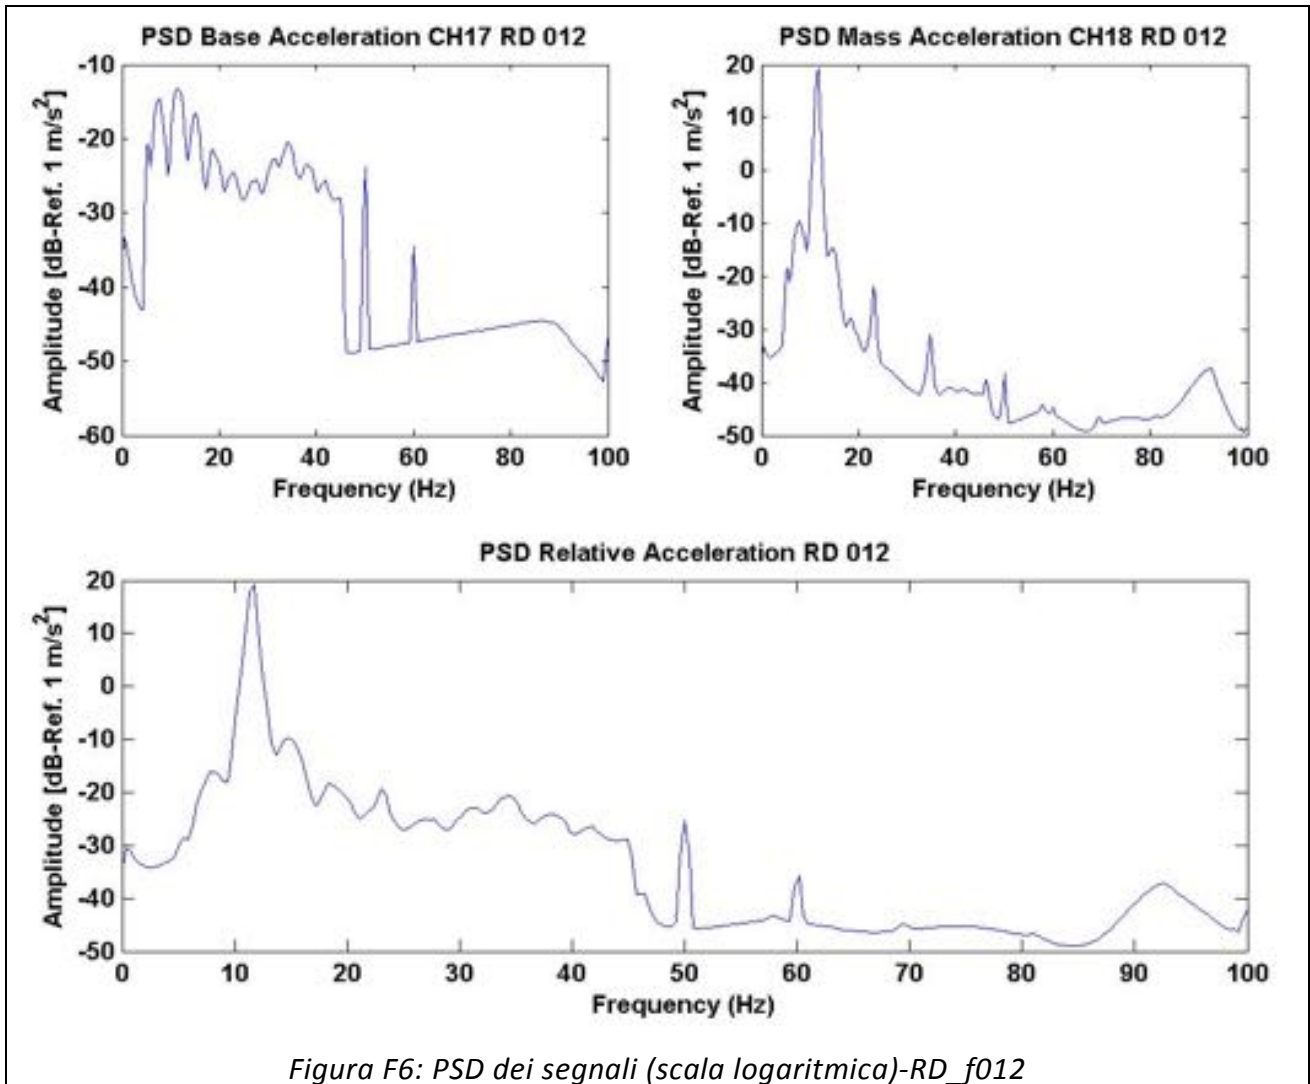 PSD Base Acceleration CH17 RD 012
Amplitude [dB-Ref. 1 m/s²]
-10
-20
-30
-40
-50
-60
0 20 40 60 80 100
Frequency (Hz)
PSD Mass Acceleration CH18 RD 012
Amplitude [dB-Ref. 1 m/s²]
20
10
0
-10
-20
-30
-40
-50
0 20 40 60 80 100
Frequency (Hz)
PSD Relative Acceleration RD 012
Amplitude [dB-Ref. 1 m/s²]
20
10
0
-10
-20
-30
-40
-50
0 10 20 30 40 50 60 70 80 90 100
Frequency (Hz)
Figura F6: PSD dei segnali (scala logaritmica)-RD_f012